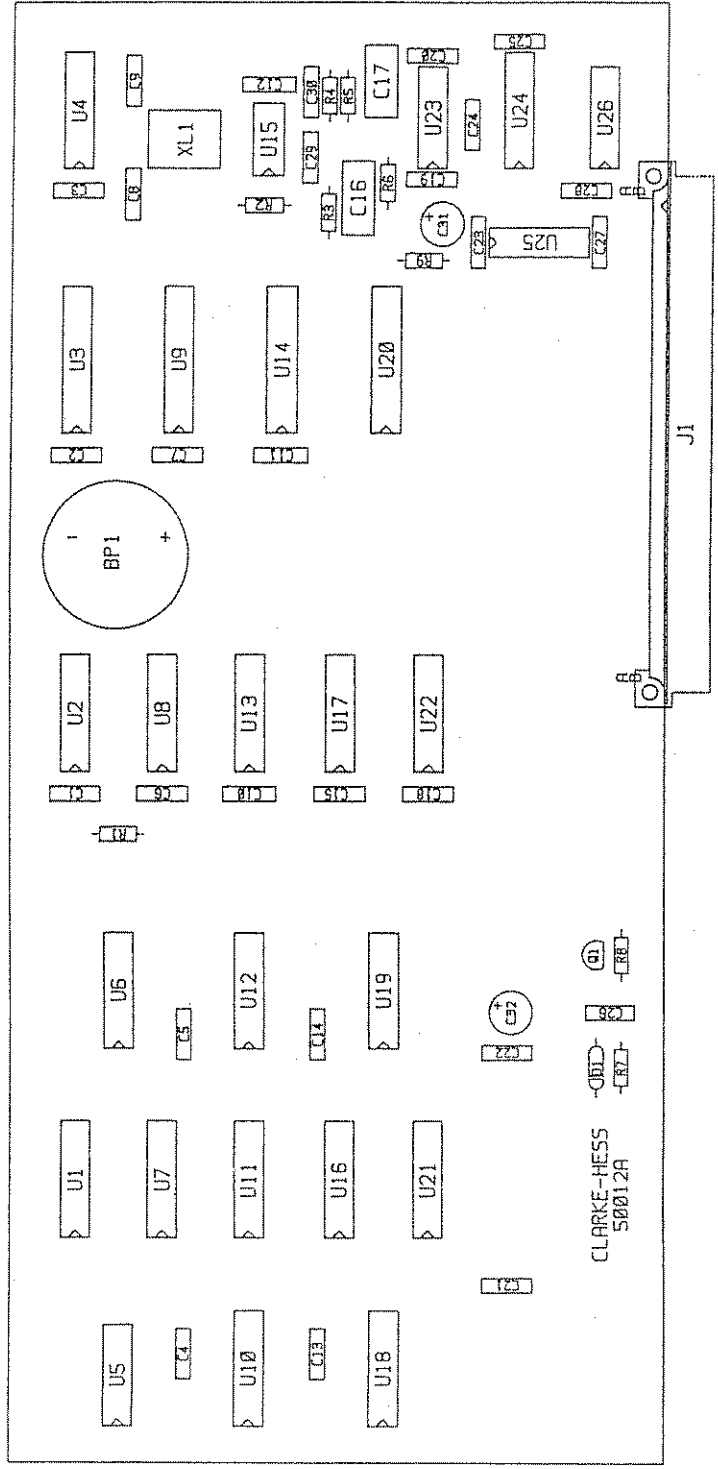 U1
C1
U2
C2
U3
C3
U4
U5
U6
R1
-
BP1
+
C8
C9
U7
C6
U8
C7
U9
XL1
C4
C5
U10
U11
U12
C10
U13
C11
U14
R2
U15
C12
C13
C14
R3
C29
C30
R4
R5
U16
C15
U17
C16
C17
U18
U19
U20
R6
U21
C18
U22
R9
+
C31
C19
U23
C20
C24
C21
C22
+
C32
C23
U25
U24
C25
C27
C28
U26
CLARKE-HESS
50012A
D1
C26
Q1
R7
R8
A
B
A
B
J1